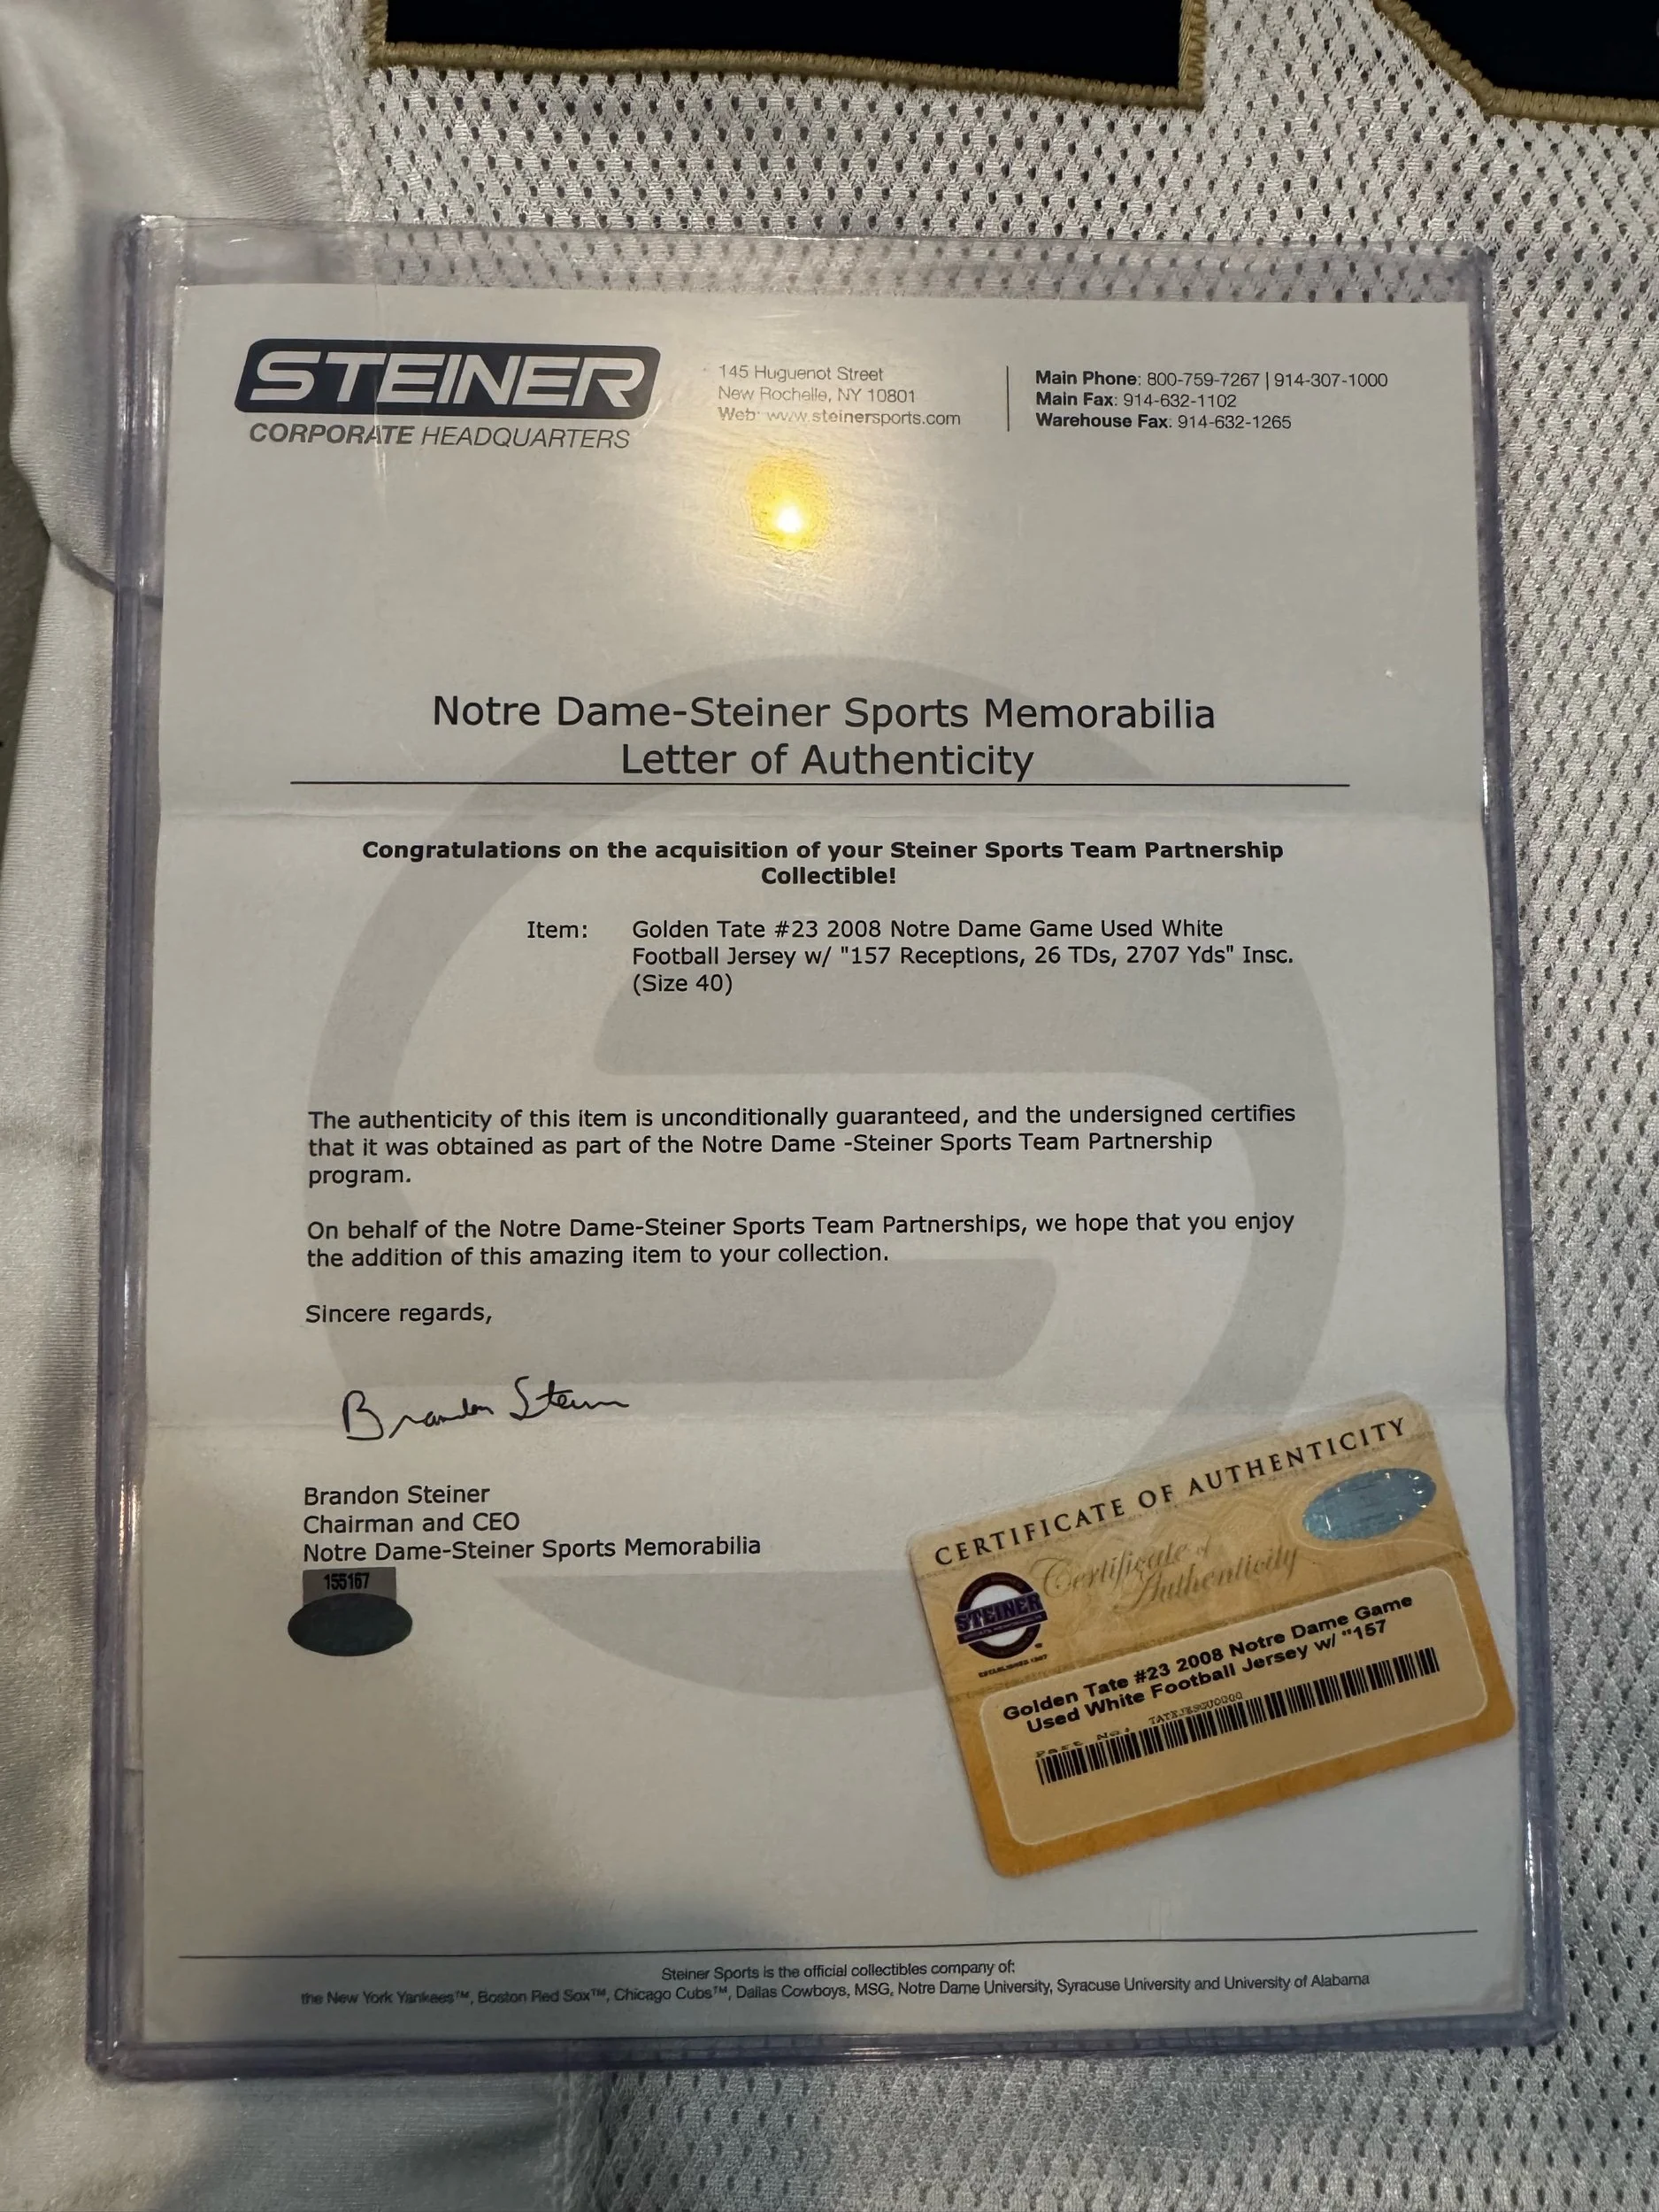 STEINER
CORPORATE HEADQUARTERS
145 Huguenot Street
New Rochelle, NY 10801
Web: www.steinersports.com
Main Phone: 800-759-7267 | 914-307-1000
Main Fax: 914-632-1102
Warehouse Fax: 914-632-1265
Notre Dame-Steiner Sports Memorabilia
Letter of Authenticity
Congratulations on the acquisition of your Steiner Sports Team Partnership
Collectible!
Item: Golden Tate #23 2008 Notre Dame Game Used White
Football Jersey w/ "157 Receptions, 26 TDs, 2707 Yds" Insc.
(Size 40)
The authenticity of this item is unconditionally guaranteed, and the undersigned certifies
that it was obtained as part of the Notre Dame -Steiner Sports Team Partnership
program.
On behalf of the Notre Dame-Steiner Sports Team Partnerships, we hope that you enjoy
the addition of this amazing item to your collection.
Sincere regards,
Brandon Steiner
Brandon Steiner
Chairman and CEO
Notre Dame-Steiner Sports Memorabilia
155167
CERTIFICATE OF AUTHENTICITY
Certificate of
Authenticity
STEINER
Golden Tate #23 2008 Notre Dame Game
Used White Football Jersey w/ "157
Part No:
Steiner Sports is the official collectibles company of:
the New York Yankees™, Boston Red Sox™, Chicago Cubs™, Dallas Cowboys, MSG, Notre Dame University, Syracuse University and University of Alabama